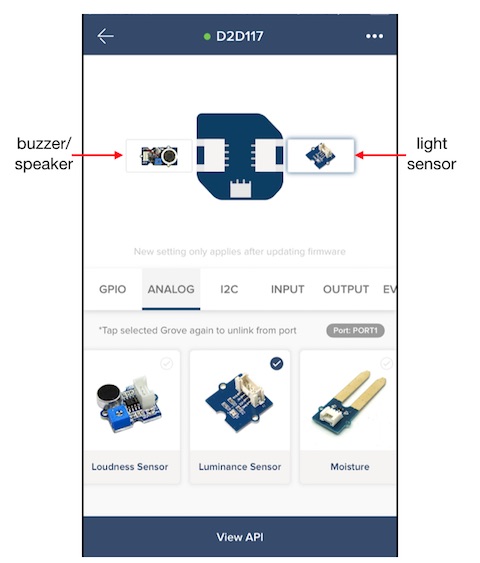 D2D117
buzzer/
speaker
light
sensor
New setting only applies after updating firmware
GPIO ANALOG I2C INPUT OUTPUT EV
*Tap selected Grove again to unlink from port Port: PORT1
Loudness Sensor Luminance Sensor Moisture
View API